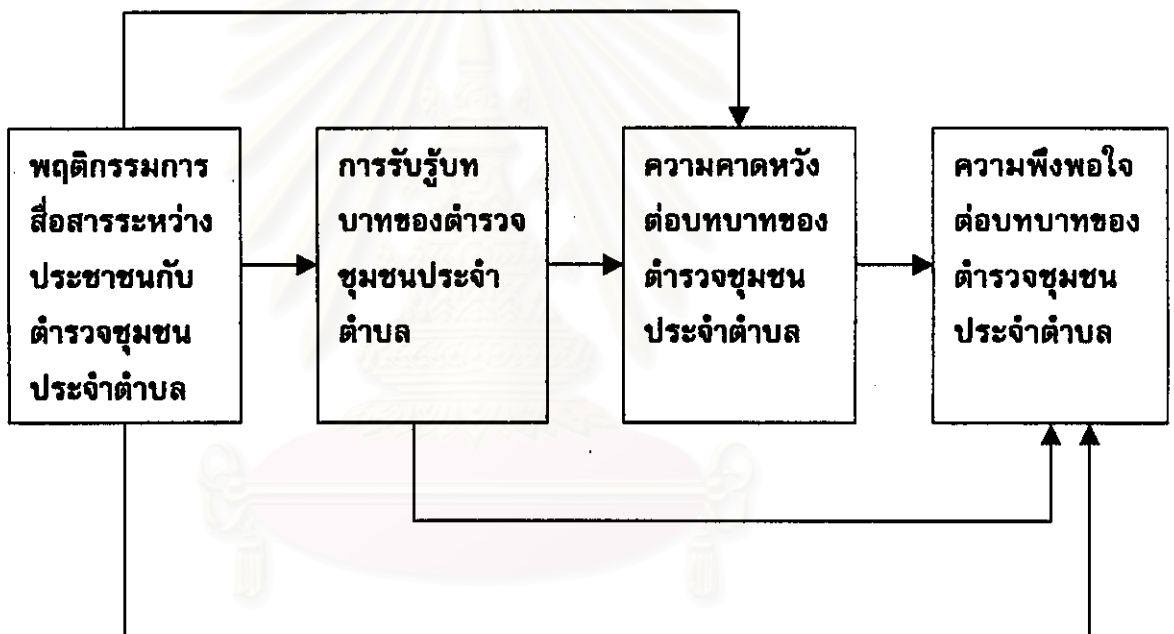 พฤติกรรมการ
สื่อสารระหว่าง
ประชาชนกับ
ตำรวจชุมชน
ประจำตำบล
การรับรู้บท
บาทของตำรวจ
ชุมชนประจำ
ตำบล
ความคาดหวัง
ต่อบทบาทของ
ตำรวจชุมชน
ประจำตำบล
ความพึงพอใจ
ต่อบทบาทของ
ตำรวจชุมชน
ประจำตำบล